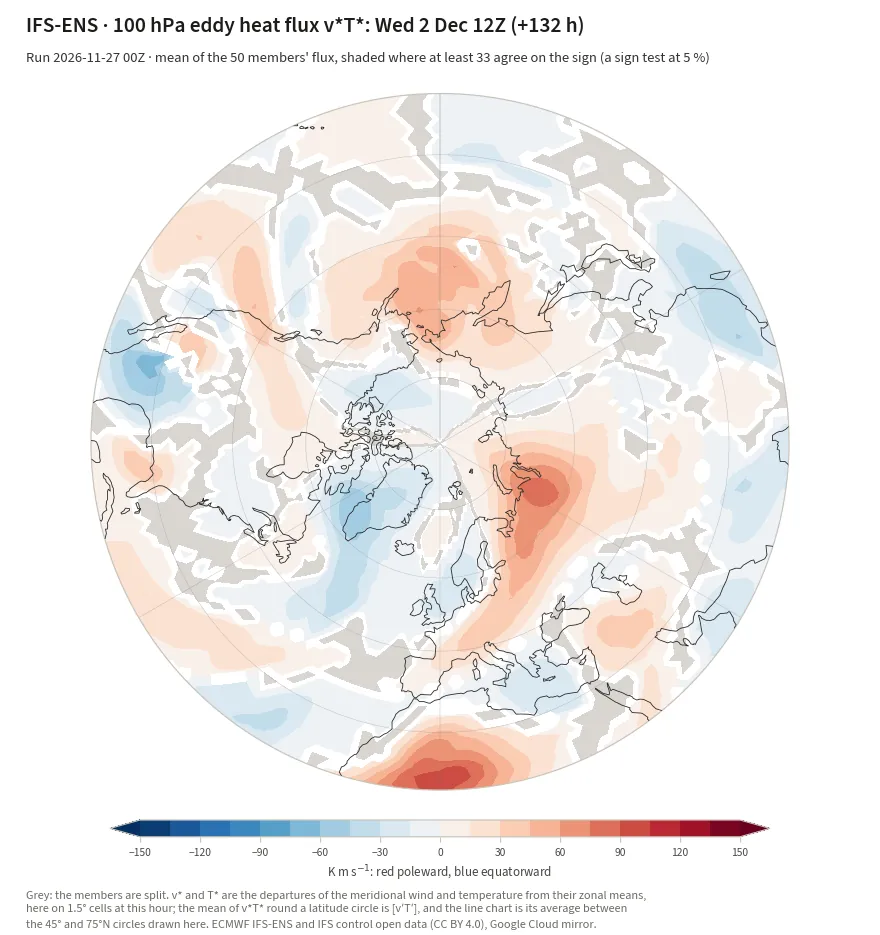 IFS-ENS · 100 hPa eddy heat flux v*T*: Wed 2 Dec 12Z (+132 h)
Run 2026-11-27 00Z · mean of the 50 members' flux, shaded where at least 33 agree on the sign (a sign test at 5 %)
−150 −120 −90 −60 −30 0 30 60 90 120 150
K m s⁻¹: red poleward, blue equatorward
Grey: the members are split. v* and T* are the departures of the meridional wind and temperature from their zonal means,
here on 1.5° cells at this hour; the mean of v*T* round a latitude circle is [v′T′], and the line chart is its average between
the 45° and 75°N circles drawn here. ECMWF IFS-ENS and IFS control open data (CC BY 4.0), Google Cloud mirror.